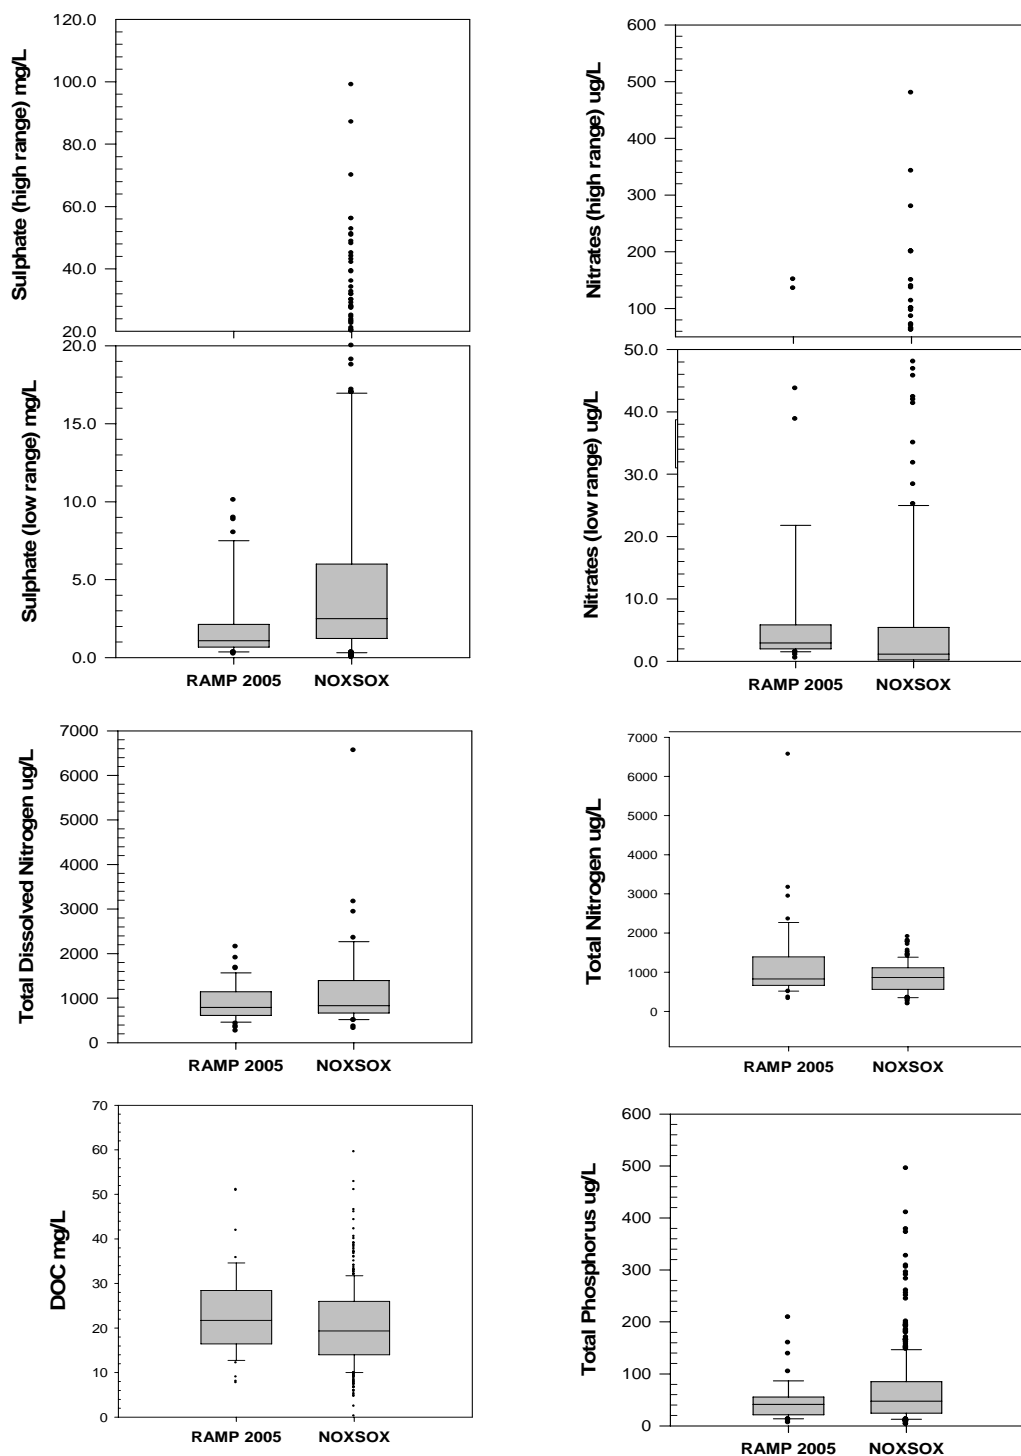 Sulphate (high range) mg/L
120.0
100.0
80.0
60.0
40.0
20.0
Nitrates (high range) ug/L
600
500
400
300
200
100
Sulphate (low range) mg/L
20.0
15.0
10.0
5.0
0.0
RAMP 2005
NOXSOX
Nitrates (low range) ug/L
50.0
40.0
30.0
20.0
10.0
0.0
RAMP 2005
NOXSOX
Total Dissolved Nitrogen ug/L
7000
6000
5000
4000
3000
2000
1000
0
RAMP 2005
NOXSOX
Total Nitrogen ug/L
7000
6000
5000
4000
3000
2000
1000
0
RAMP 2005
NOXSOX
DOC mg/L
70
60
50
40
30
20
10
0
RAMP 2005
NOXSOX
Total Phosphorus ug/L
600
500
400
300
200
100
0
RAMP 2005
NOXSOX